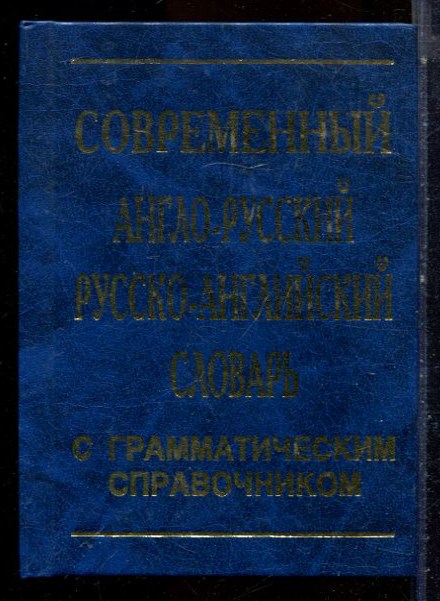 СОВРЕМЕННЫЙ
АНГЛО-РУССКИЙ
РУССКО-АНГЛИЙСКИЙ
СЛОВАРЬ
С ГРАММАТИЧЕСКИМ
СПРАВОЧНИКОМ